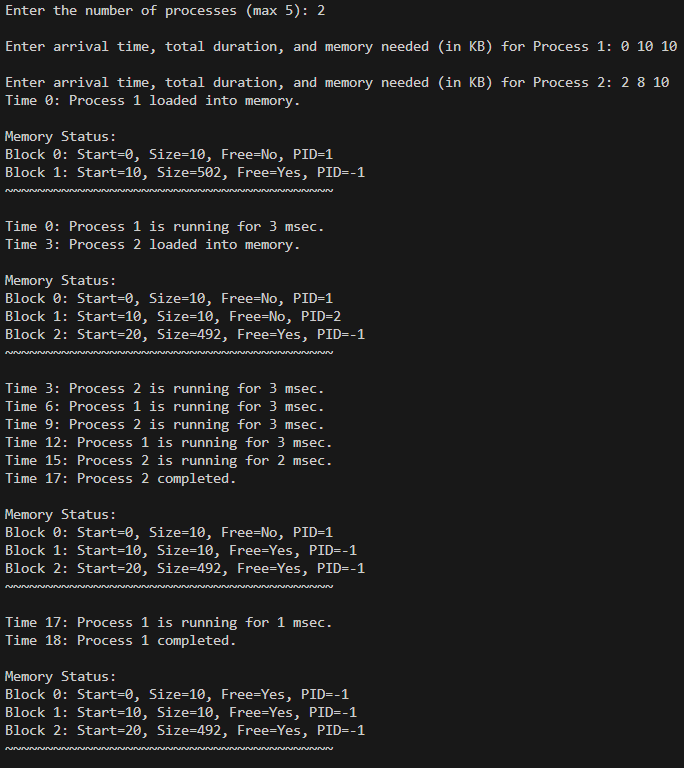 Enter the number of processes (max 5): 2
Enter arrival time, total duration, and memory needed (in KB) for Process 1: 0 10 10
Enter arrival time, total duration, and memory needed (in KB) for Process 2: 2 8 10
Time 0: Process 1 loaded into memory.
Memory Status:
Block 0: Start=0, Size=10, Free=No, PID=1
Block 1: Start=10, Size=502, Free=Yes, PID=-1
~~~~~~~~~~~~~~~~~~~~~~~~~~~~~~~~~~~~~~~~~
Time 0: Process 1 is running for 3 msec.
Time 3: Process 2 loaded into memory.
Memory Status:
Block 0: Start=0, Size=10, Free=No, PID=1
Block 1: Start=10, Size=10, Free=No, PID=2
Block 2: Start=20, Size=492, Free=Yes, PID=-1
~~~~~~~~~~~~~~~~~~~~~~~~~~~~~~~~~~~~~~~~~
Time 3: Process 2 is running for 3 msec.
Time 6: Process 1 is running for 3 msec.
Time 9: Process 2 is running for 3 msec.
Time 12: Process 1 is running for 3 msec.
Time 15: Process 2 is running for 2 msec.
Time 17: Process 2 completed.
Memory Status:
Block 0: Start=0, Size=10, Free=No, PID=1
Block 1: Start=10, Size=10, Free=Yes, PID=-1
Block 2: Start=20, Size=492, Free=Yes, PID=-1
~~~~~~~~~~~~~~~~~~~~~~~~~~~~~~~~~~~~~~~~~
Time 17: Process 1 is running for 1 msec.
Time 18: Process 1 completed.
Memory Status:
Block 0: Start=0, Size=10, Free=Yes, PID=-1
Block 1: Start=10, Size=10, Free=Yes, PID=-1
Block 2: Start=20, Size=492, Free=Yes, PID=-1
~~~~~~~~~~~~~~~~~~~~~~~~~~~~~~~~~~~~~~~~~